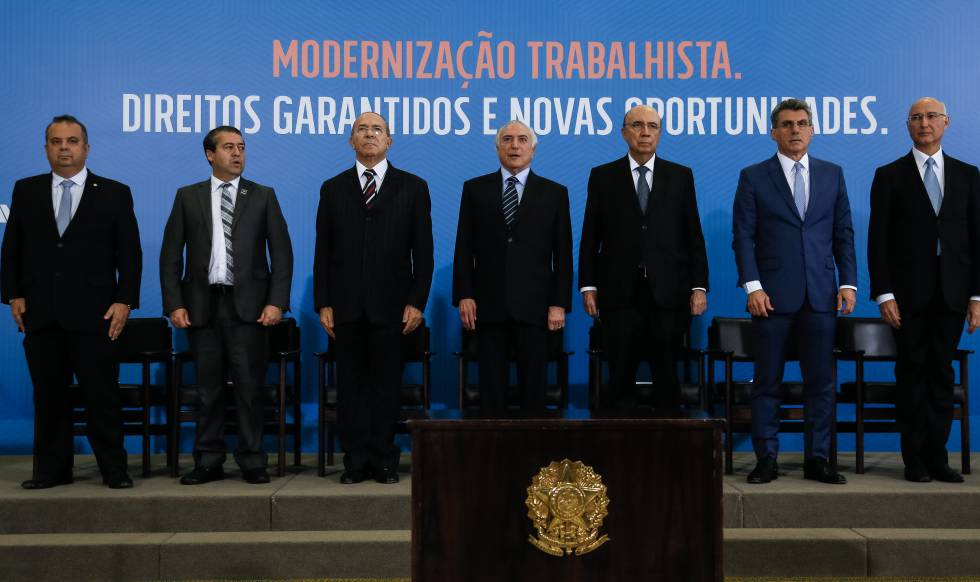 MODERNIZAÇÃO TRABALHISTA.
DIREITOS GARANTIDOS E NOVAS OPORTUNIDADES.